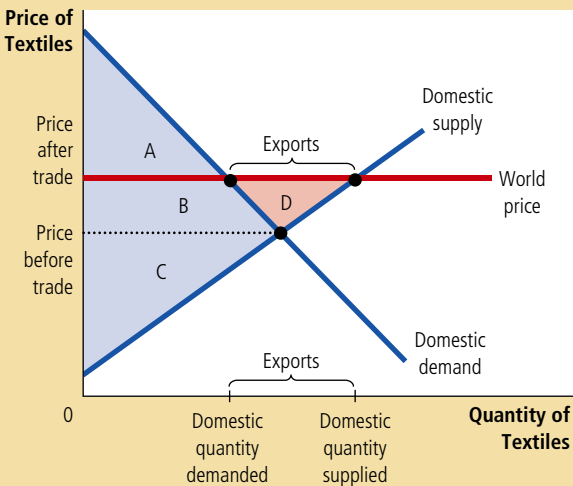 Price of
Textiles
Price
after
trade
Price
before
trade
A
B
C
D
Exports
Domestic
supply
World
price
Domestic
demand
Exports
0
Domestic
quantity
demanded
Domestic
quantity
supplied
Quantity of
Textiles